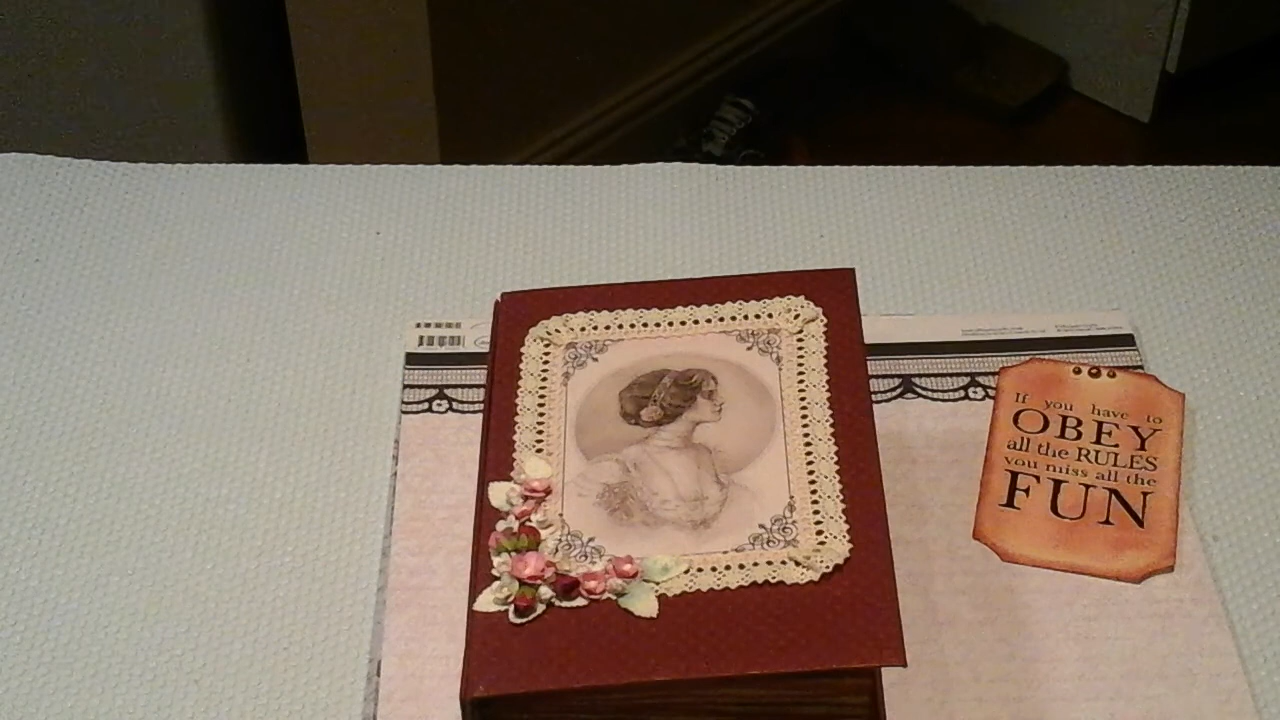 If you have to
OBEY
all the RULES
you miss all the
FUN